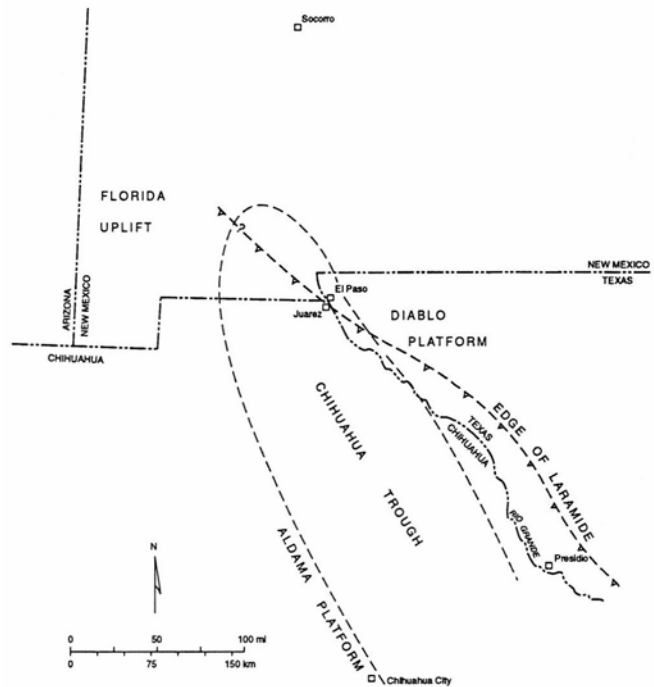 Socorro
FLORIDA
UPLIFT
?
NEW MEXICO
TEXAS
El Paso
Juarez
ARIZONA
NEW MEXICO
CHIHUAHUA
DIABLO
PLATFORM
CHIHUAHUA TROUGH
TEXAS
CHIHUAHUA
EDGE OF LARAMIDE
RIO GRANDE
Presidio
ALDAMA PLATFORM
N
0 50 100 mi
0 75 150 km
Chihuahua City